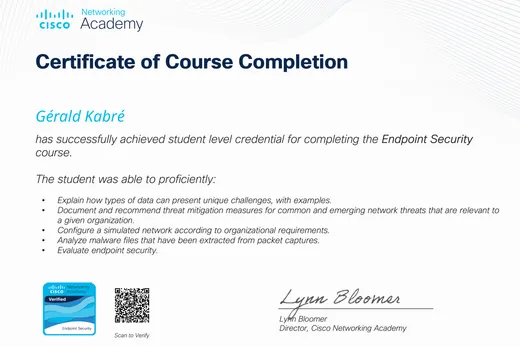 Networking
CISCO Academy
Certificate of Course Completion
Gérald Kabré
has successfully achieved student level credential for completing the Endpoint Security
course.
The student was able to proficiently:
• Explain how types of data can present unique challenges, with examples.
• Document and recommend threat mitigation measures for common and emerging network threats that are relevant to
a given organization.
• Configure a simulated network according to organizational requirements.
• Analyze malware files that have been extracted from packet captures.
• Evaluate endpoint security.
CISCO Networking
Academy
Verified
Endpoint Security
Scan to Verify
Lynn Bloomer
Lynn Bloomer
Director, Cisco Networking Academy